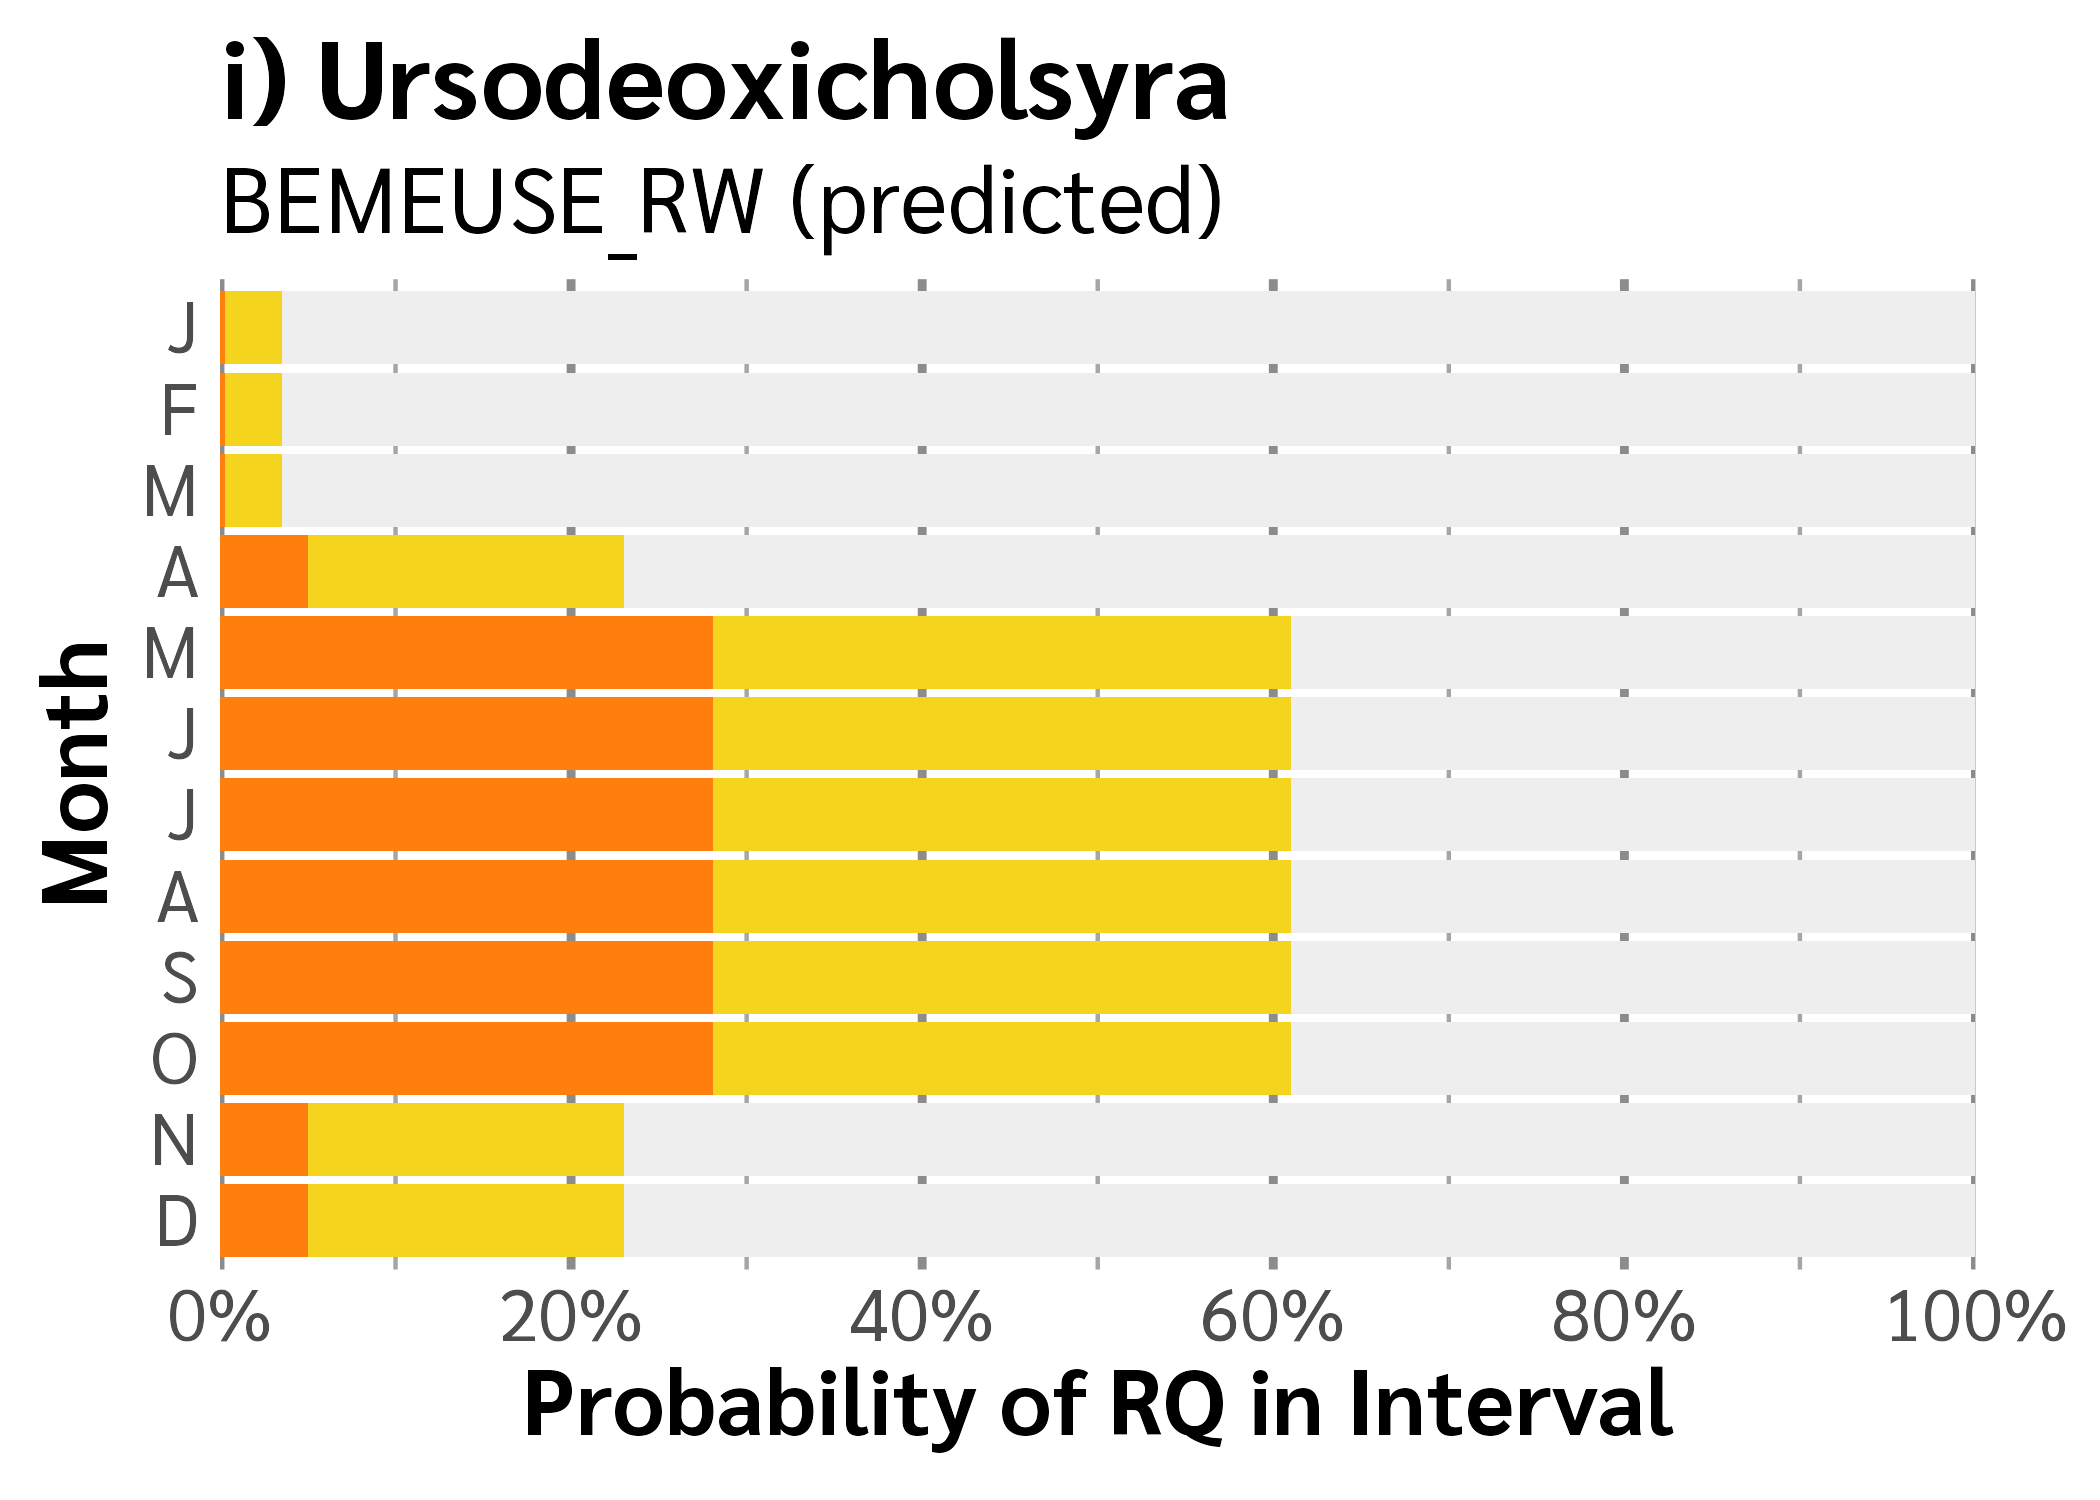 i) Ursodeoxicholsyra
BEMEUSE_RW (predicted)
J
F
M
A
M
J
J
A
S
O
N
D
Month
0% 20% 40% 60% 80% 100%
Probability of RQ in Interval